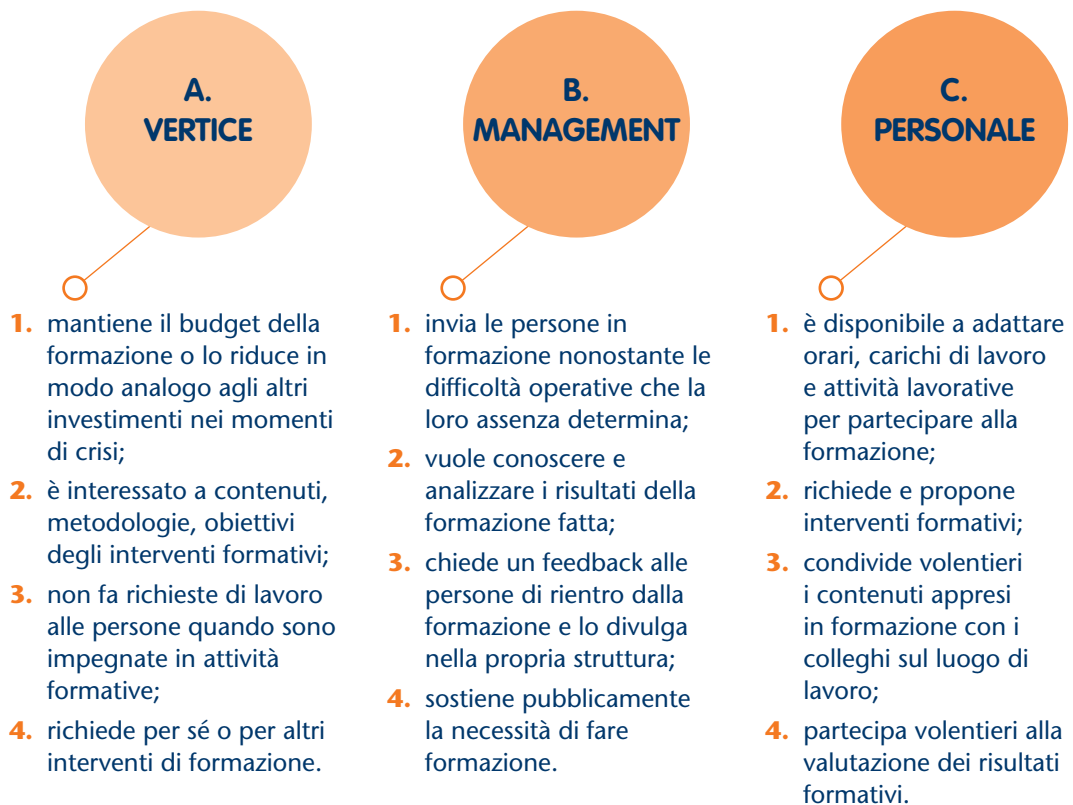 A.
VERTICE
1. mantiene il budget della
formazione o lo riduce in
modo analogo agli altri
investimenti nei momenti
di crisi;
2. è interessato a contenuti,
metodologie, obiettivi
degli interventi formativi;
3. non fa richieste di lavoro
alle persone quando sono
impegnate in attività
formative;
4. richiede per sé o per altri
interventi di formazione.
B.
MANAGEMENT
1. invia le persone in
formazione nonostante le
difficoltà operative che la
loro assenza determina;
2. vuole conoscere e
analizzare i risultati della
formazione fatta;
3. chiede un feedback alle
persone di rientro dalla
formazione e lo divulga
nella propria struttura;
4. sostiene pubblicamente
la necessità di fare
formazione.
C.
PERSONALE
1. è disponibile a adattare
orari, carichi di lavoro
e attività lavorative
per partecipare alla
formazione;
2. richiede e propone
interventi formativi;
3. condivide volentieri
i contenuti appresi
in formazione con i
colleghi sul luogo di
lavoro;
4. partecipa volentieri alla
valutazione dei risultati
formativi.